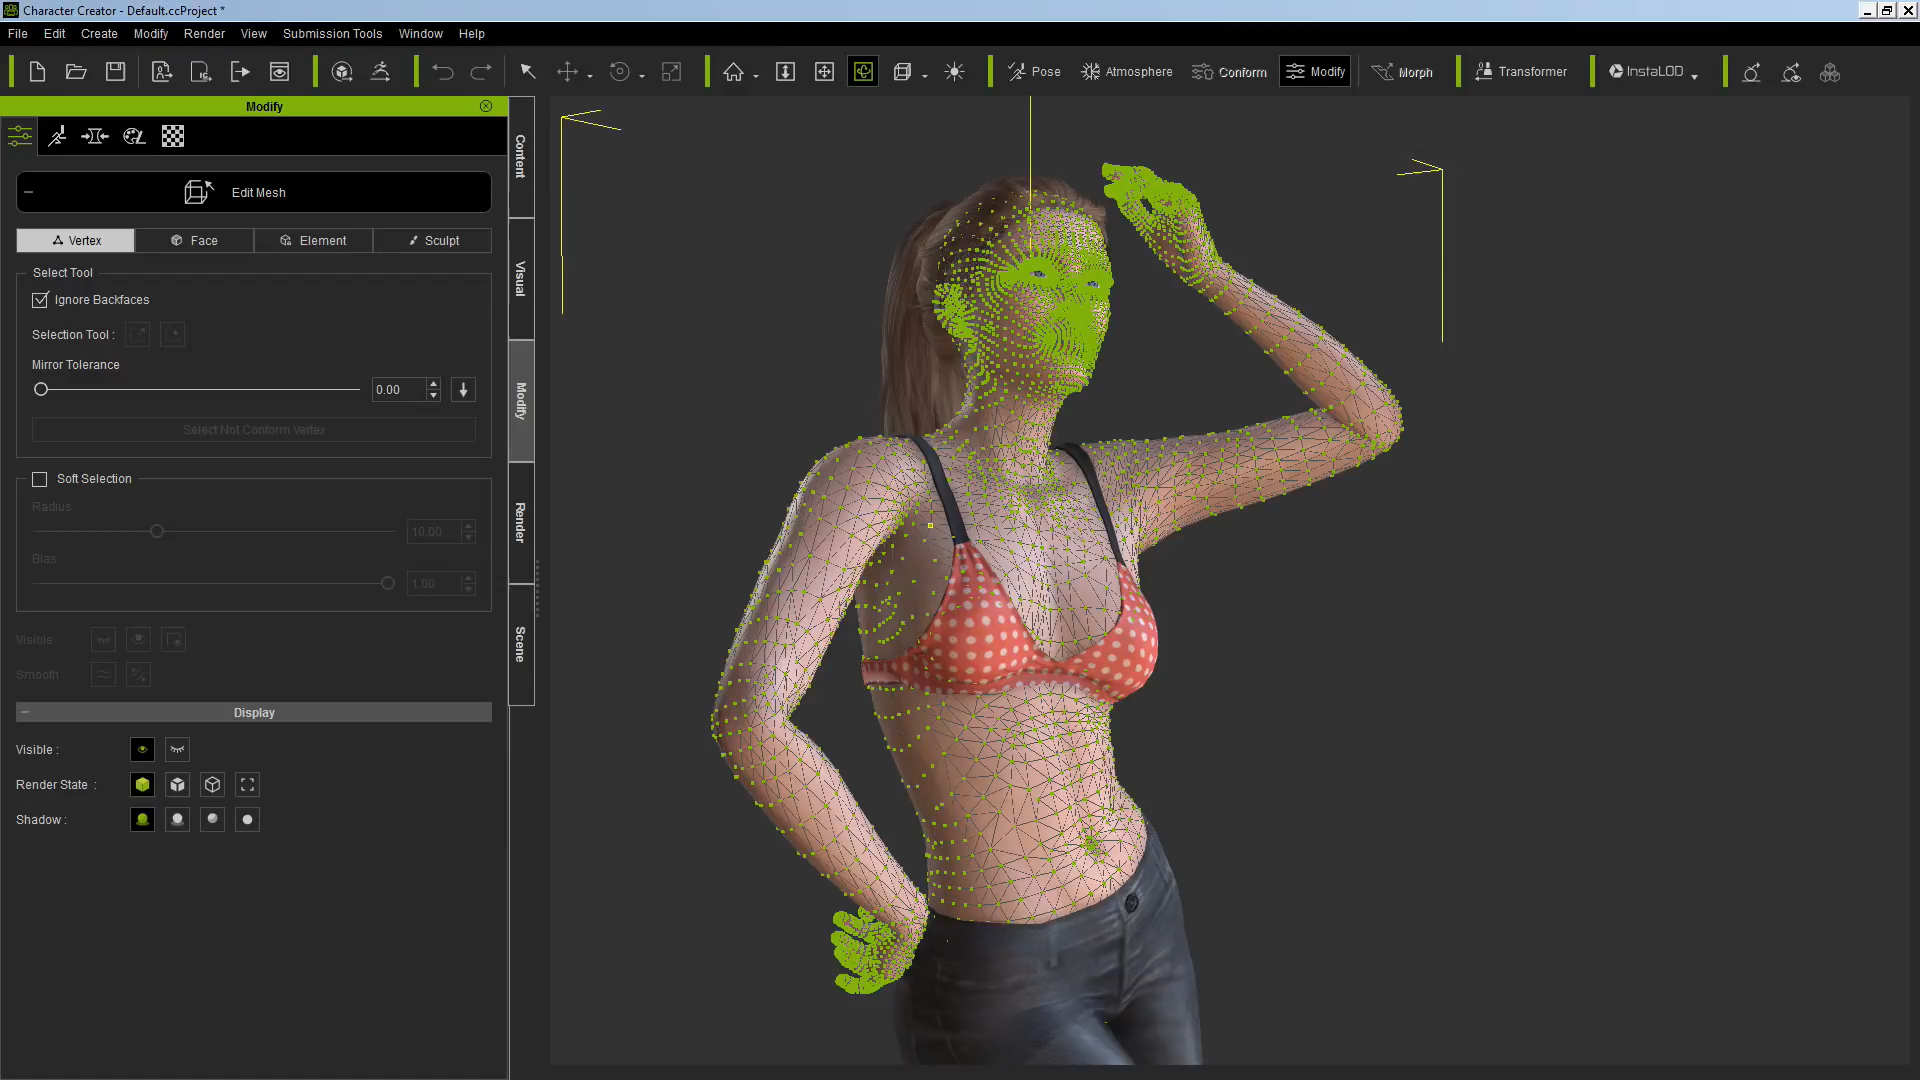 Character Creator - Default.ccProject *
File Edit Create Modify Render View Submission Tools Window Help
Pose Atmosphere Conform Modify Morph Transformer InstaLOD
Modify
Edit Mesh
Vertex Face Element Sculpt
Select Tool
Ignore Backfaces
Selection Tool :
Mirror Tolerance
0.00
Select Not Conform Vertex
Soft Selection
Radius
10.00
Bias
1.00
Visible :
Smooth :
Display
Visible :
Render State :
Shadow :
Content
Visual
Modify
Render
Scene